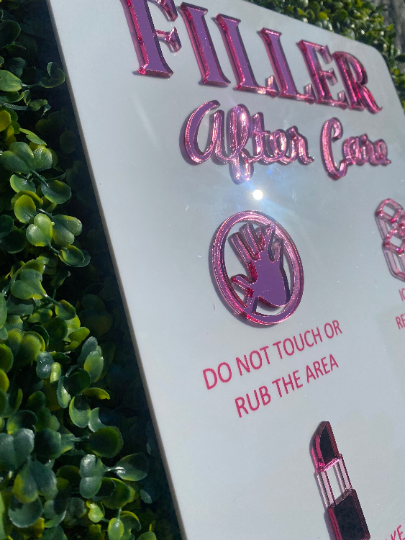 FILLER
After Care
DO NOT TOUCH OR
RUB THE AREA